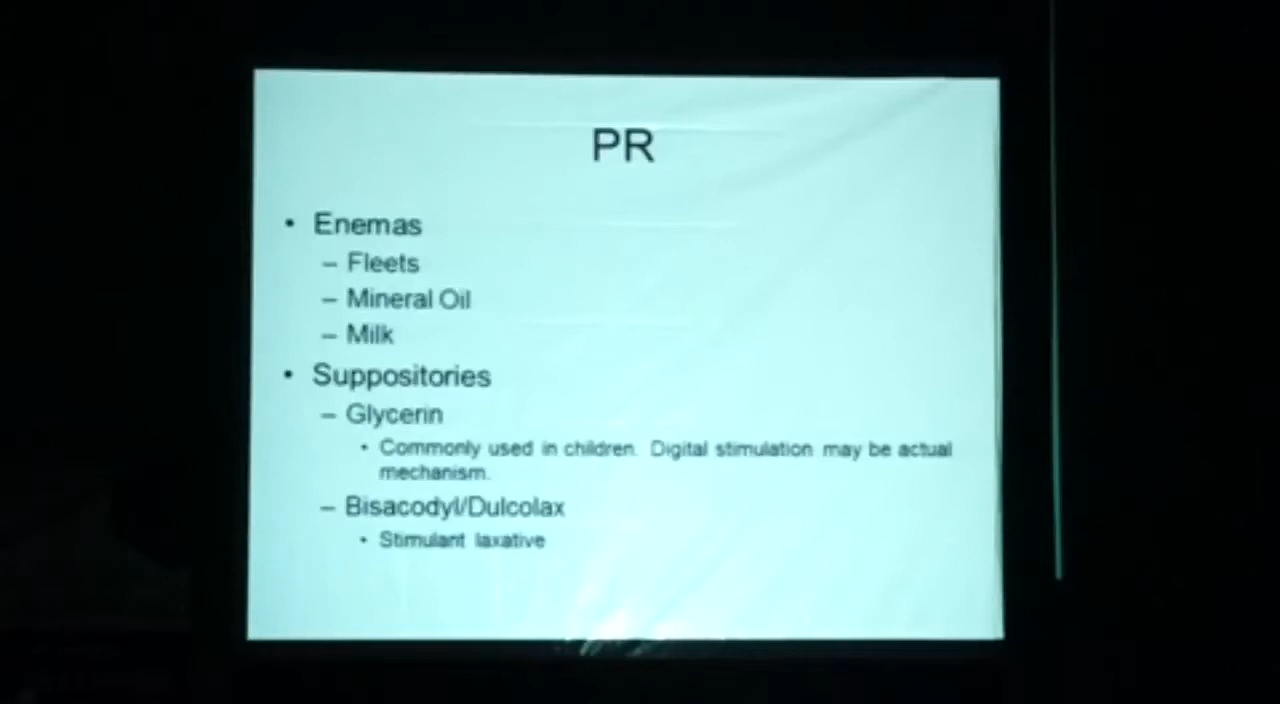 PR
• Enemas
– Fleets
– Mineral Oil
– Milk
• Suppositories
– Glycerin
• Commonly used in children. Digital stimulation may be actual
mechanism.
– Bisacodyl/Dulcolax
• Stimulant laxative